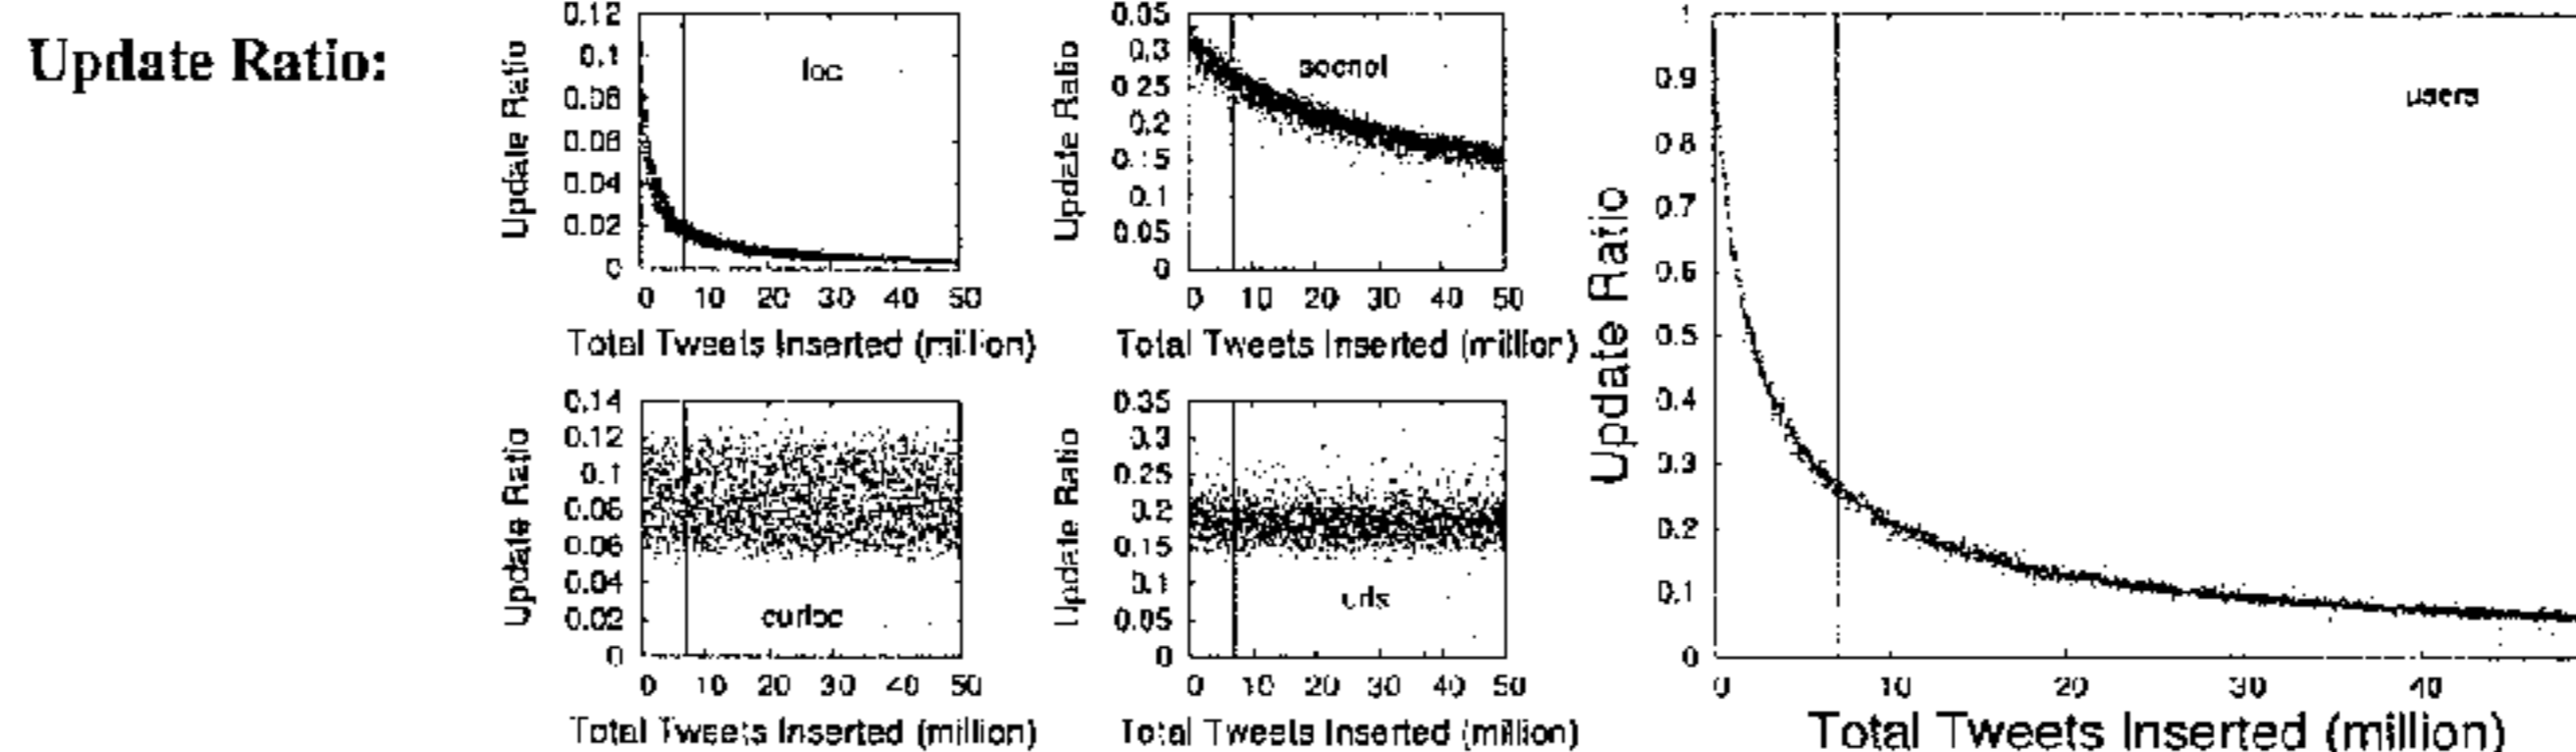 Update Ratio:
0.12
0.1
0.08
0.06
0.04
0.02
0
Update Ratio
loc
0 10 20 30 40 50
Total Tweets Inserted (million)
0.35
0.3
0.25
0.2
0.15
0.1
0.05
0
Update Ratio
0 10 20 30 40 50
Total Tweets Inserted (million)
0.14
0.12
0.1
0.08
0.06
0.04
0.02
0
Update Ratio
curloc
0 10 20 30 40 50
Total Tweets Inserted (million)
0.35
0.3
0.25
0.2
0.15
0.1
0.05
0
Update Ratio
urls
0 10 20 30 40 50
Total Tweets Inserted (million)
1
0.9
0.8
0.7
0.6
0.5
0.4
0.3
0.2
0.1
0
Update Ratio
users
0 10 20 30 40
Total Tweets Inserted (million)